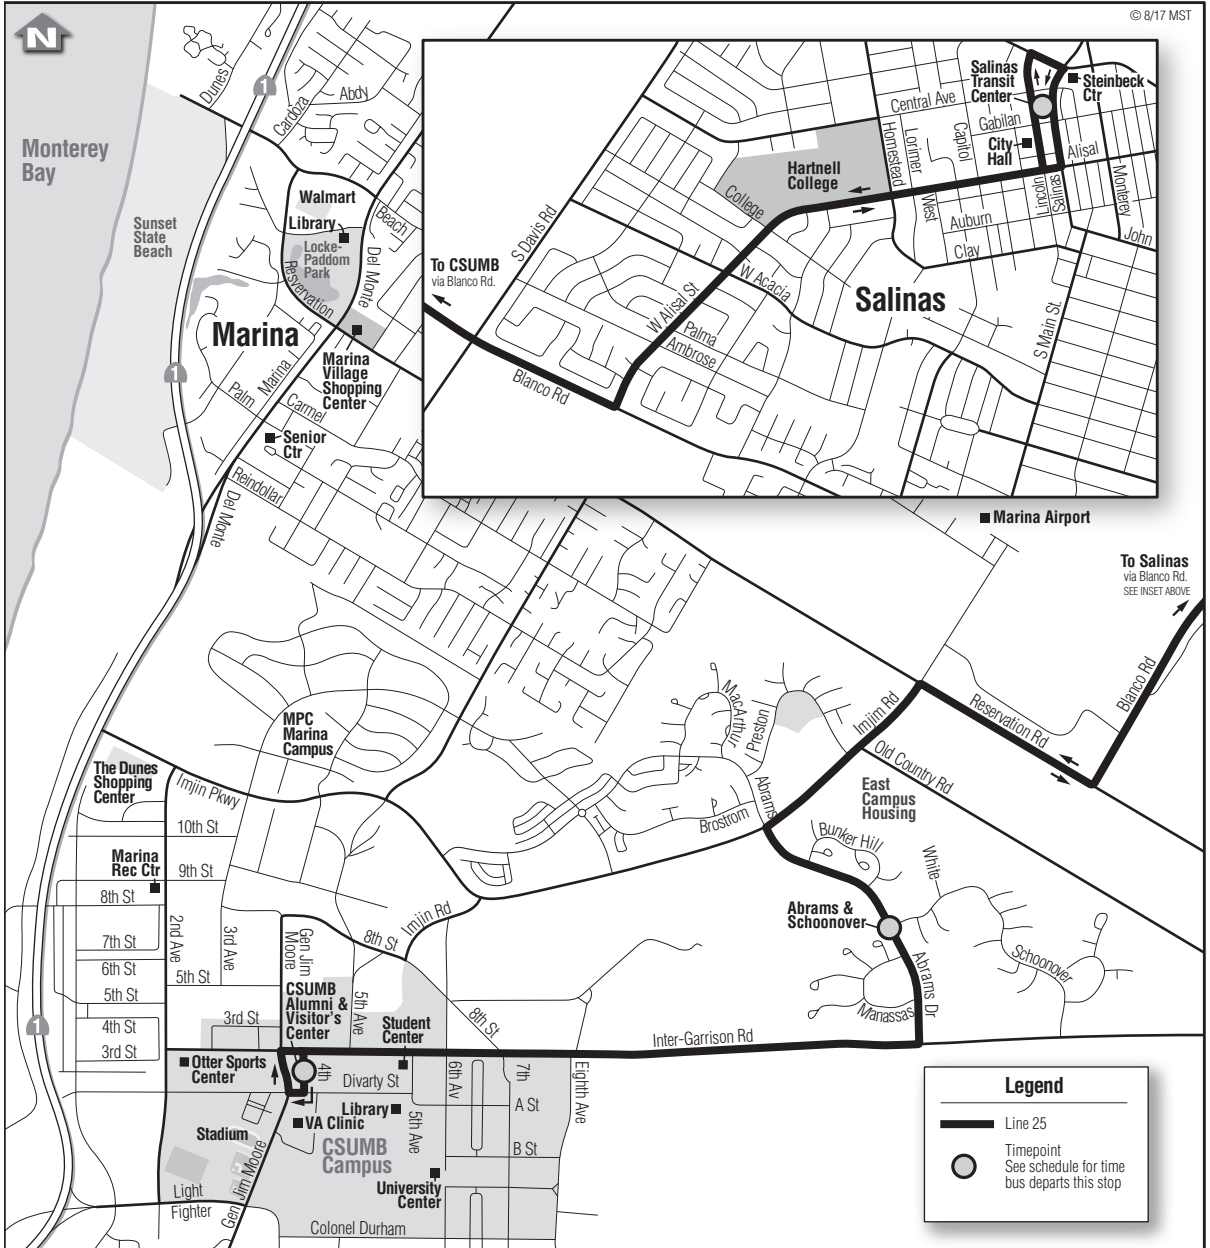 © 8/17 MST
N
1
Dunes
Cardoza
Abdy
Monterey
Bay
Sunset
State
Beach
Walmart
Library
Locke-
Paddom
Park
Beach
Del Monte
Reservation
Marina
Marina
Village
Shopping
Center
1
Palm
Marina
Carmel
Senior
Ctr
Reindollar
Del Monte
Salinas
Transit
Center
Steinbeck
Ctr
Central Ave
Gabilan
City
Hall
Alisal
Homestead
Lorimer
Capitol
Hartnell
College
College
West
Lincoln
Salinas
Monterey
Auburn
Clay
John
S Davis Rd
To CSUMB
via Blanco Rd.
W Acacia
W Alisal St
Salinas
Palma
Ambrose
S Main St.
Blanco Rd
Marina Airport
To Salinas
via Blanco Rd.
SEE INSET ABOVE
Blanco Rd
Reservation Rd
Imjim Rd
Old Country Rd
MacArthur
Preston
Abrams
Brostrom
East
Campus
Housing
Bunker Hill
White
Abrams &
Schoonover
Schoonover
Abrams Dr
Manassas
MPC
Marina
Campus
The Dunes
Shopping
Center
Imjin Pkwy
10th St
Marina
Rec Ctr
9th St
8th St
2nd Ave
3rd Ave
Gen Jim
Moore
8th St
Imjin Rd
7th St
6th St
5th St
5th St
CSUMB
Alumni &
Visitor's
Center
5th Ave
8th St
1
4th St
3rd St
3rd St
Student
Center
Inter-Garrison Rd
Otter Sports
Center
4th
Divarty St
6th Av
7th
Eighth Ave
A St
Library
VA Clinic
5th Ave
Stadium
CSUMB
Campus
B St
University
Center
Light
Fighter
Gen Jim Moore
Colonel Durham
Legend
Line 25
Timepoint
See schedule for time
bus departs this stop